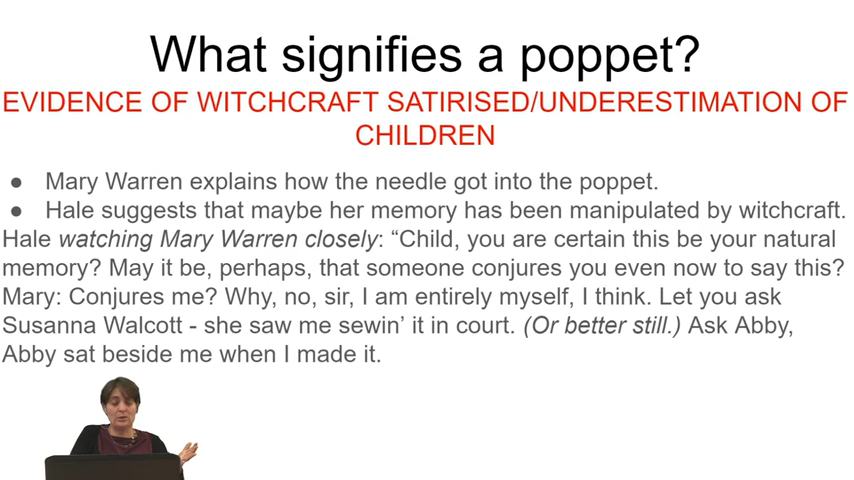 What signifies a poppet?
EVIDENCE OF WITCHCRAFT SATIRISED/UNDERESTIMATION OF
CHILDREN
● Mary Warren explains how the needle got into the poppet.
● Hale suggests that maybe her memory has been manipulated by witchcraft.
Hale watching Mary Warren closely: “Child, you are certain this be your natural
memory? May it be, perhaps, that someone conjures you even now to say this?
Mary: Conjures me? Why, no, sir, I am entirely myself, I think. Let you ask
Susanna Walcott - she saw me sewin’ it in court. (Or better still.) Ask Abby,
Abby sat beside me when I made it.